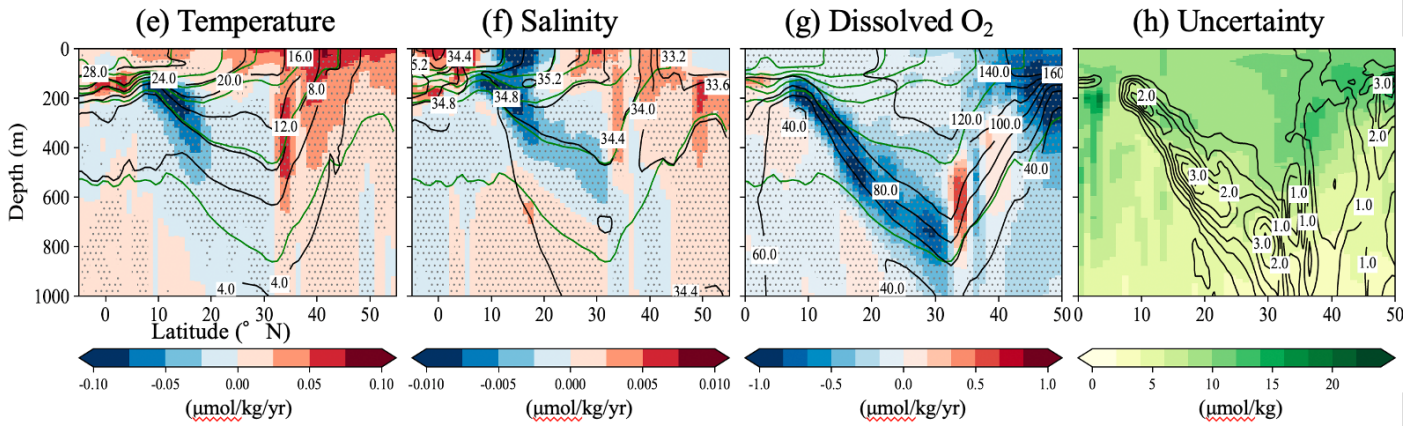 (e) Temperature (f) Salinity (g) Dissolved O₂ (h) Uncertainty
0
200
400
600
800
1000
Depth (m)
28.0 24.0 20.0 16.0 8.0 12.0 4.0 4.0
5.2 34.4 35.2 34.8 34.8 33.2 33.6 34.0 34.4 34.4
140.0 160 120.0 100.0 40.0 40.0 80.0 60.0 40.0
2.0 3.0 2.0 3.0 2.0 1.0 1.0 1.0 3.0 2.0 1.0 1.0
0 10 20 30 40 50 0 10 20 30 40 50 0 10 20 30 40 50 0 10 20 30 40 50
Latitude (° N)
-0.10 -0.05 0.00 0.05 0.10 -0.010 -0.005 0.000 0.005 0.010 -1.0 -0.5 0.0 0.5 1.0 0 5 10 15 20
(μmol/kg/yr) (μmol/kg/yr) (μmol/kg/yr) (μmol/kg)